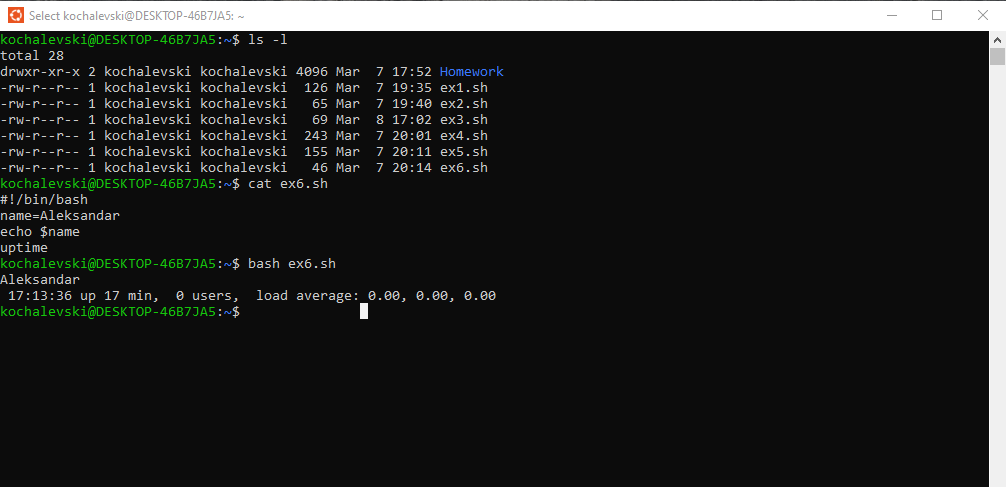 Select kochalevski@DESKTOP-46B7JA5: ~
kochalevski@DESKTOP-46B7JA5:~$ ls -l
total 28
drwxr-xr-x 2 kochalevski kochalevski 4096 Mar  7 17:52 Homework
-rw-r--r-- 1 kochalevski kochalevski  126 Mar  7 19:35 ex1.sh
-rw-r--r-- 1 kochalevski kochalevski   65 Mar  7 19:40 ex2.sh
-rw-r--r-- 1 kochalevski kochalevski   69 Mar  8 17:02 ex3.sh
-rw-r--r-- 1 kochalevski kochalevski  243 Mar  7 20:01 ex4.sh
-rw-r--r-- 1 kochalevski kochalevski  155 Mar  7 20:11 ex5.sh
-rw-r--r-- 1 kochalevski kochalevski   46 Mar  7 20:14 ex6.sh
kochalevski@DESKTOP-46B7JA5:~$ cat ex6.sh
#!/bin/bash
name=Aleksandar
echo $name
uptime
kochalevski@DESKTOP-46B7JA5:~$ bash ex6.sh
Aleksandar
 17:13:36 up 17 min,  0 users,  load average: 0.00, 0.00, 0.00
kochalevski@DESKTOP-46B7JA5:~$